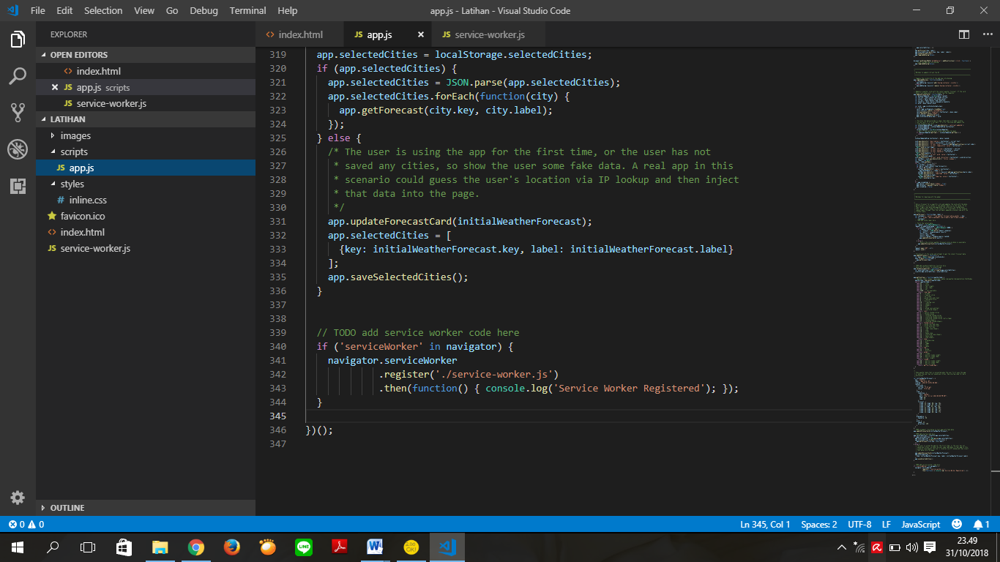 File Edit Selection View Go Debug Terminal Help
app.js - Latihan - Visual Studio Code
EXPLORER
OPEN EDITORS
<> index.html
JS app.js scripts
JS service-worker.js
LATIHAN
images
scripts
JS app.js
styles
# inline.css
favicon.ico
<> index.html
JS service-worker.js
OUTLINE
<> index.html
JS app.js
JS service-worker.js
319 app.selectedCities = localStorage.selectedCities;
320 if (app.selectedCities) {
321 app.selectedCities = JSON.parse(app.selectedCities);
322 app.selectedCities.forEach(function(city) {
323 app.getForecast(city.key, city.label);
324 });
325 } else {
326 /* The user is using the app for the first time, or the user has not
327 * saved any cities, so show the user some fake data. A real app in this
328 * scenario could guess the user's location via IP lookup and then inject
329 * that data into the page.
330 */
331 app.updateForecastCard(initialWeatherForecast);
332 app.selectedCities = [
333 {key: initialWeatherForecast.key, label: initialWeatherForecast.label}
334 ];
335 app.saveSelectedCities();
336 }
337
338
339 // TODO add service worker code here
340 if ('serviceWorker' in navigator) {
341 navigator.serviceWorker
342 .register('./service-worker.js')
343 .then(function() { console.log('Service Worker Registered'); });
344 }
345
346 })();
347
0 0
Ln 345, Col 1 Spaces: 2 UTF-8 LF JavaScript 1
LINE
23.49
31/10/2018